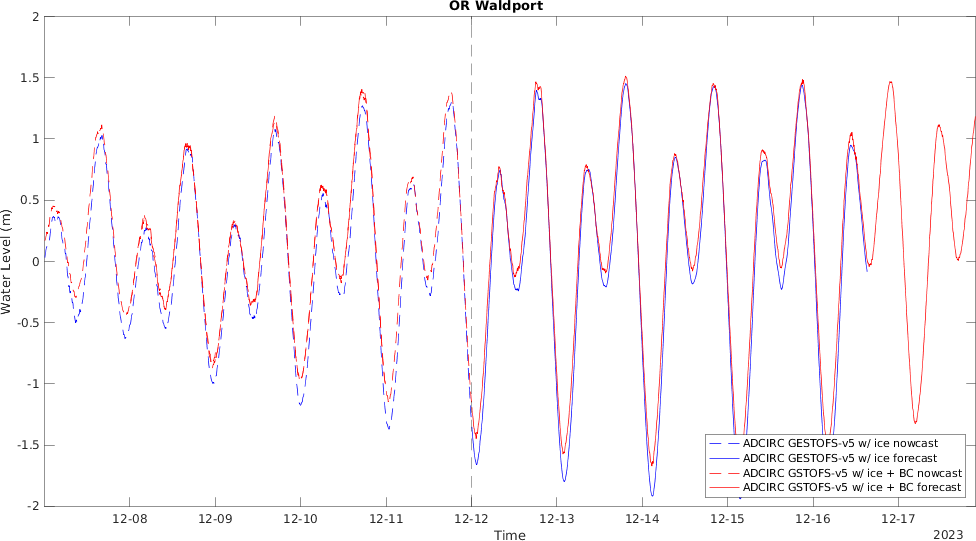 OR Waldport
2
1.5
1
0.5
0
-0.5
-1
-1.5
-2
Water Level (m)
12-08
12-09
12-10
12-11
12-12
12-13
12-14
12-15
12-16
12-17
Time
2023
ADCIRC GESTOFS-v5 w/ ice nowcast
ADCIRC GESTOFS-v5 w/ ice forecast
ADCIRC GSTOFS-v5 w/ ice + BC nowcast
ADCIRC GSTOFS-v5 w/ ice + BC forecast